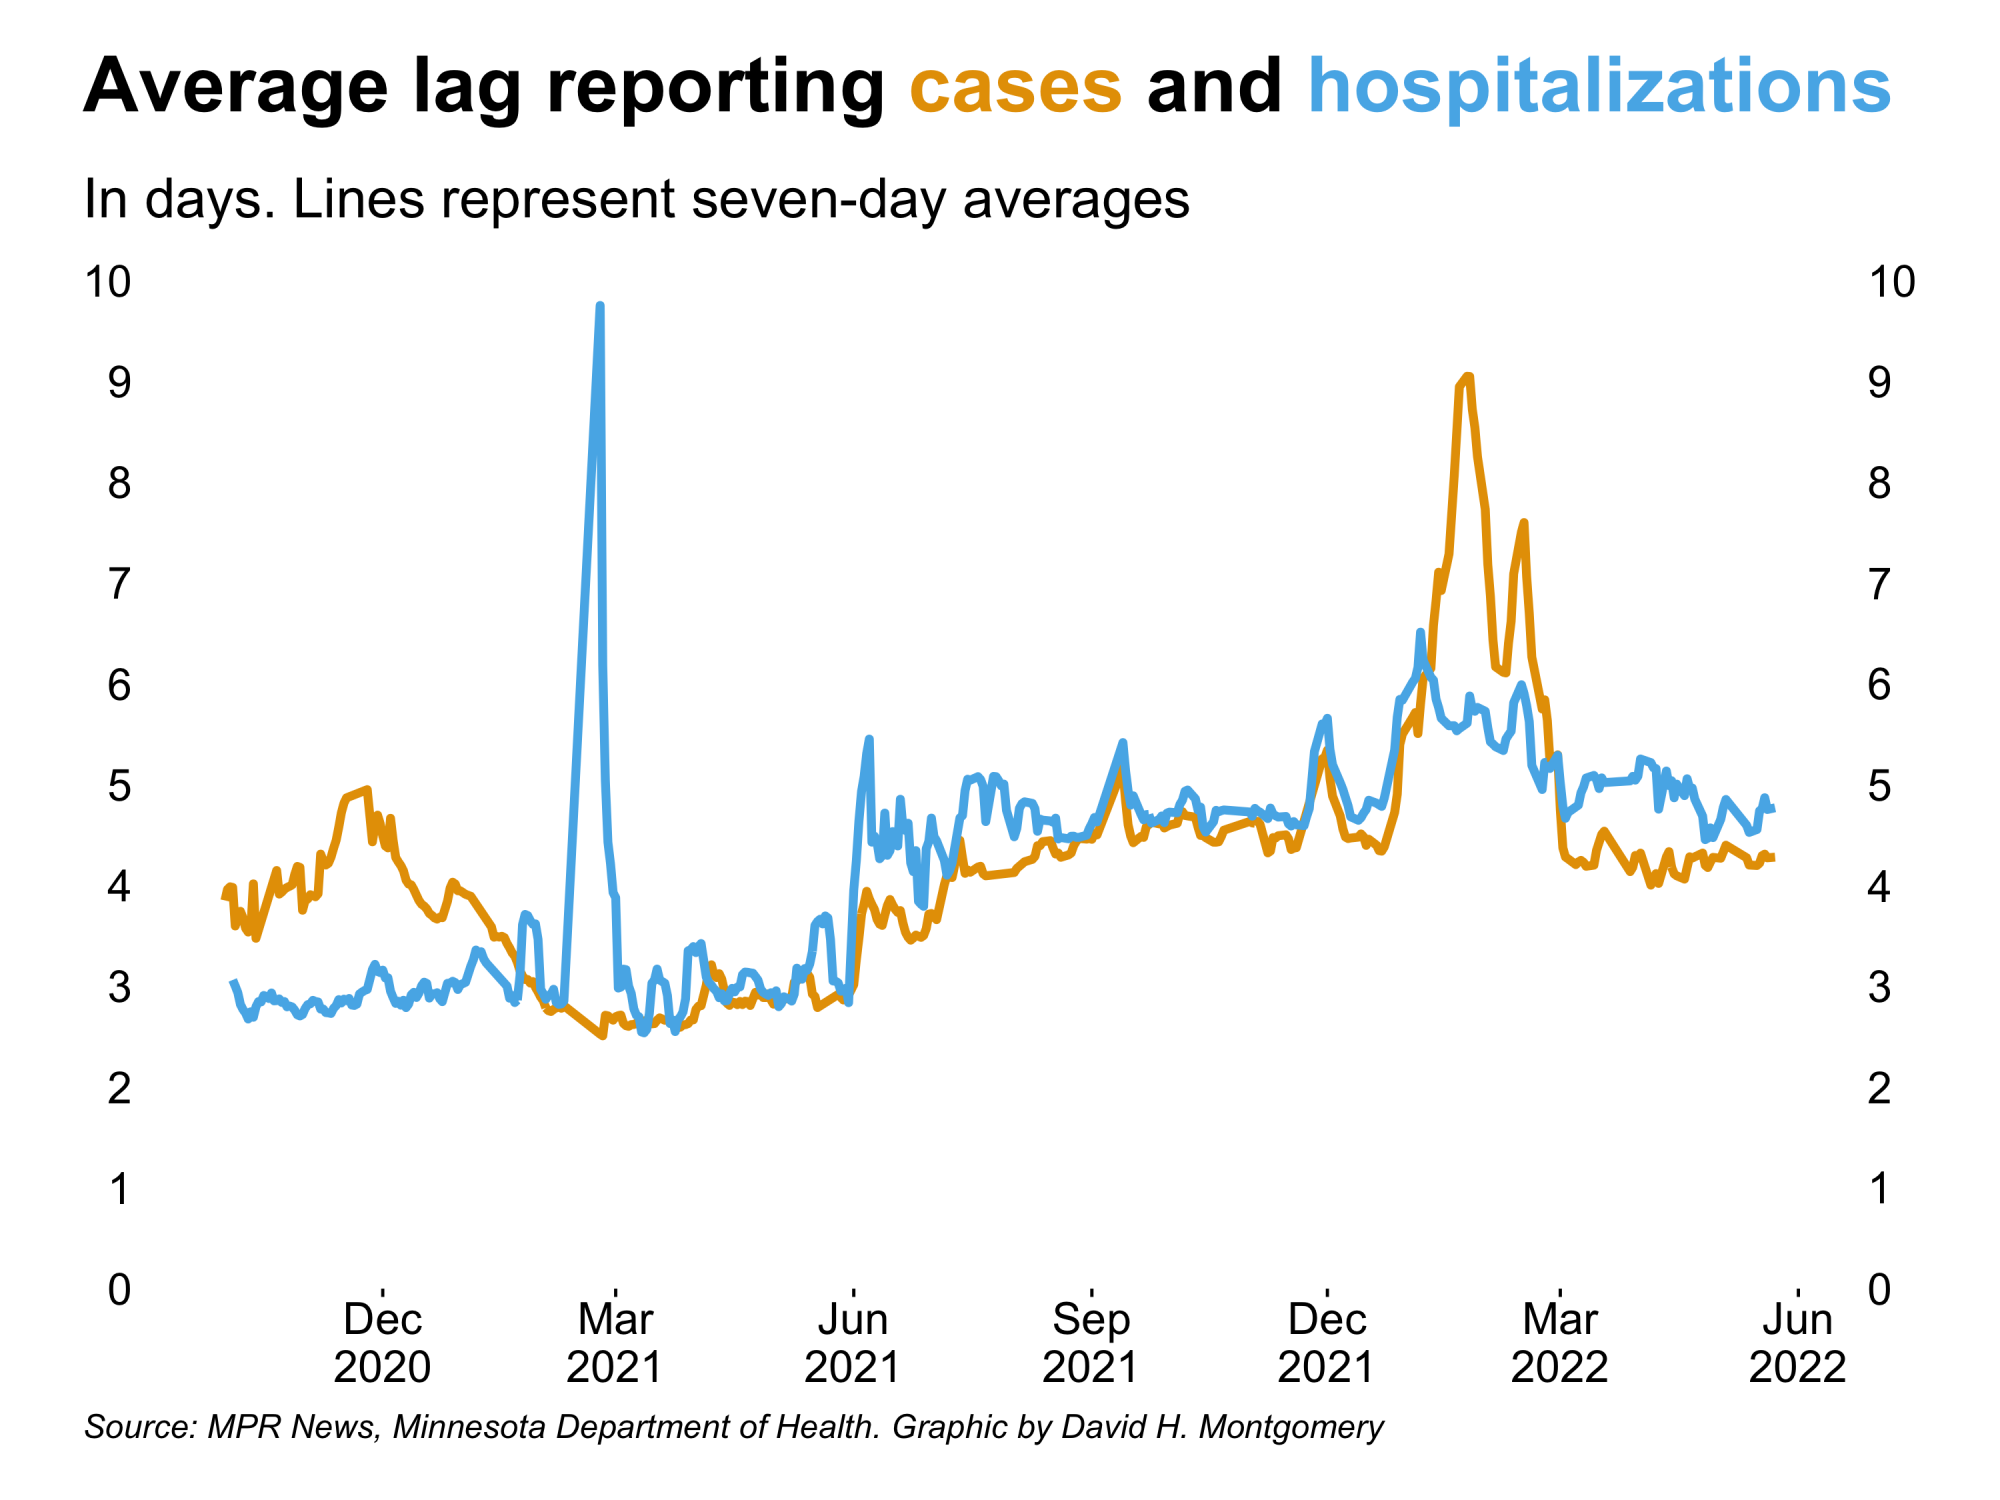 Average lag reporting cases and hospitalizations
In days. Lines represent seven-day averages
10 10
9 9
8 8
7 7
6 6
5 5
4 4
3 3
2 2
1 1
0 0
Dec Mar Jun Sep Dec Mar Jun
2020 2021 2021 2021 2021 2022 2022
Source: MPR News, Minnesota Department of Health. Graphic by David H. Montgomery